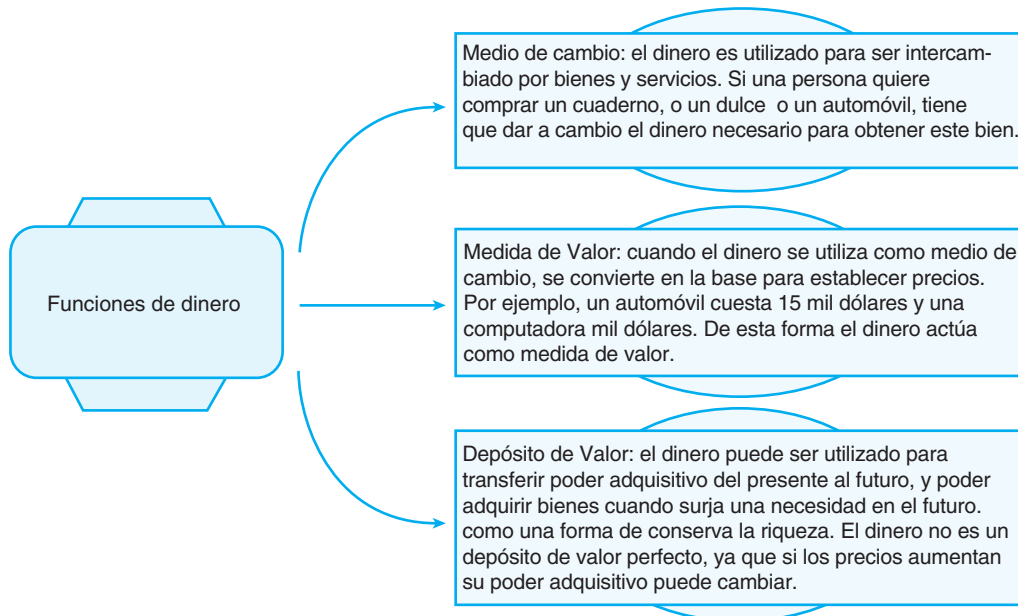 Medio de cambio: el dinero es utilizado para ser intercam-
biado por bienes y servicios. Si una persona quiere
comprar un cuaderno, o un dulce o un automóvil, tiene
que dar a cambio el dinero necesario para obtener este bien.
Funciones de dinero
Medida de Valor: cuando el dinero se utiliza como medio de
cambio, se convierte en la base para establecer precios.
Por ejemplo, un automóvil cuesta 15 mil dólares y una
computadora mil dólares. De esta forma el dinero actúa
como medida de valor.
Depósito de Valor: el dinero puede ser utilizado para
transferir poder adquisitivo del presente al futuro, y poder
adquirir bienes cuando surja una necesidad en el futuro.
como una forma de conserva la riqueza. El dinero no es un
depósito de valor perfecto, ya que si los precios aumentan
su poder adquisitivo puede cambiar.